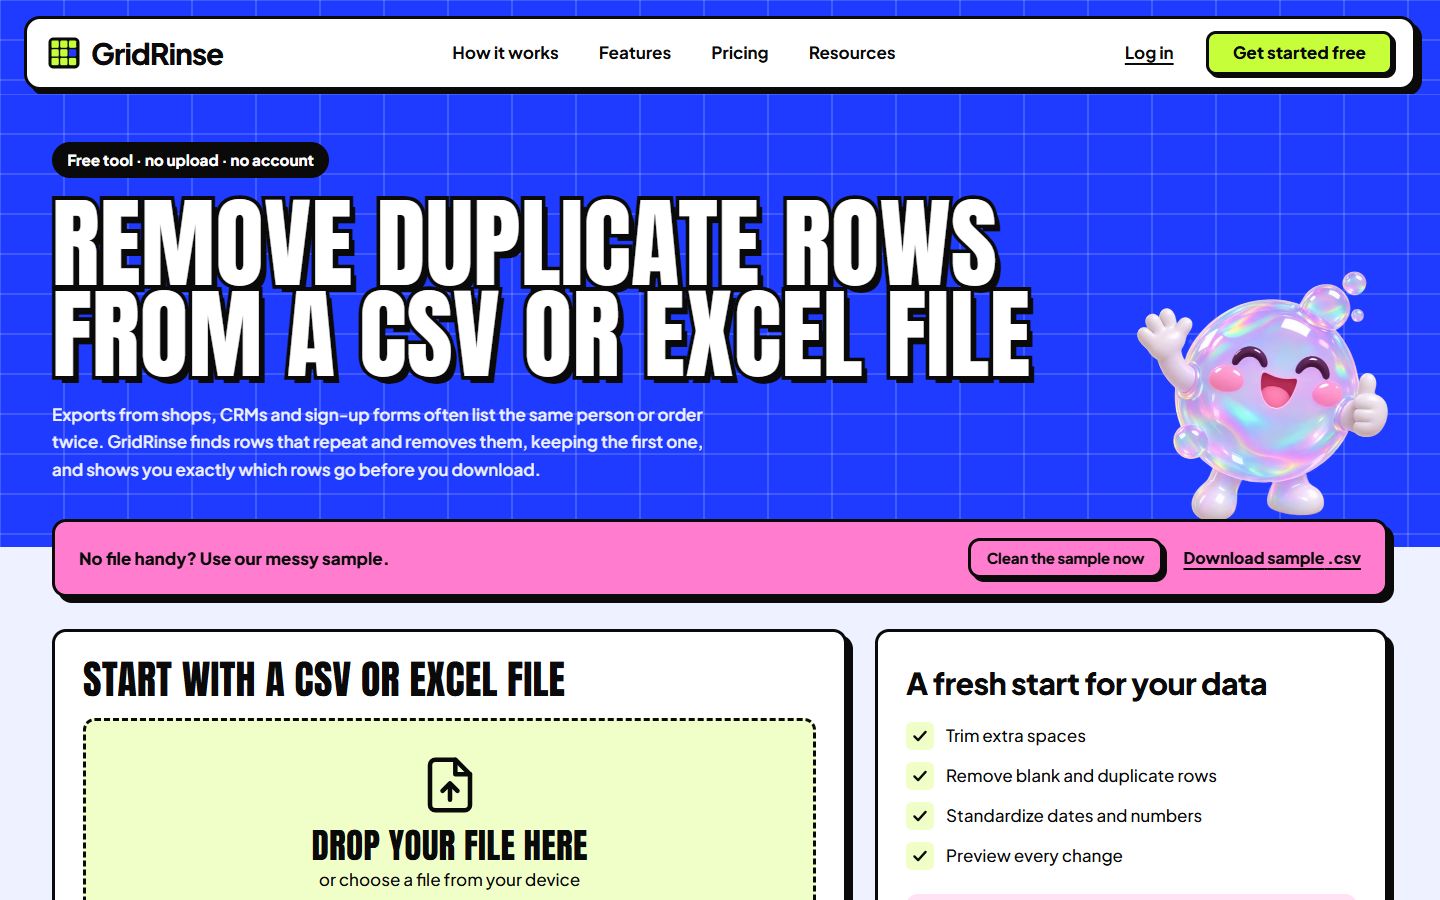 GridRinse
How it works
Features
Pricing
Resources
Log in
Get started free
Free tool · no upload · no account
REMOVE DUPLICATE ROWS
FROM A CSV OR EXCEL FILE
Exports from shops, CRMs and sign-up forms often list the same person or order
twice. GridRinse finds rows that repeat and removes them, keeping the first one,
and shows you exactly which rows go before you download.
No file handy? Use our messy sample.
Clean the sample now
Download sample .csv
START WITH A CSV OR EXCEL FILE
DROP YOUR FILE HERE
or choose a file from your device
A fresh start for your data
Trim extra spaces
Remove blank and duplicate rows
Standardize dates and numbers
Preview every change